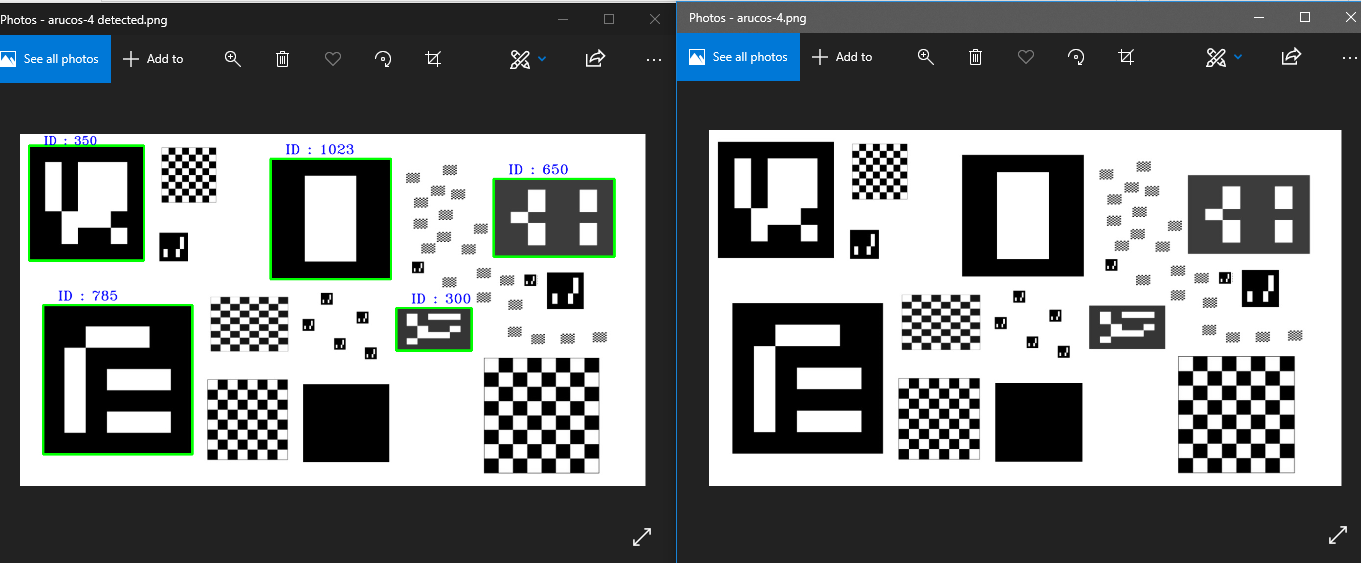 Photos - arucos-4 detected.png
See all photos
Add to
ID : 350
ID : 1023
ID : 650
ID : 785
ID : 300
Photos - arucos-4.png
See all photos
Add to